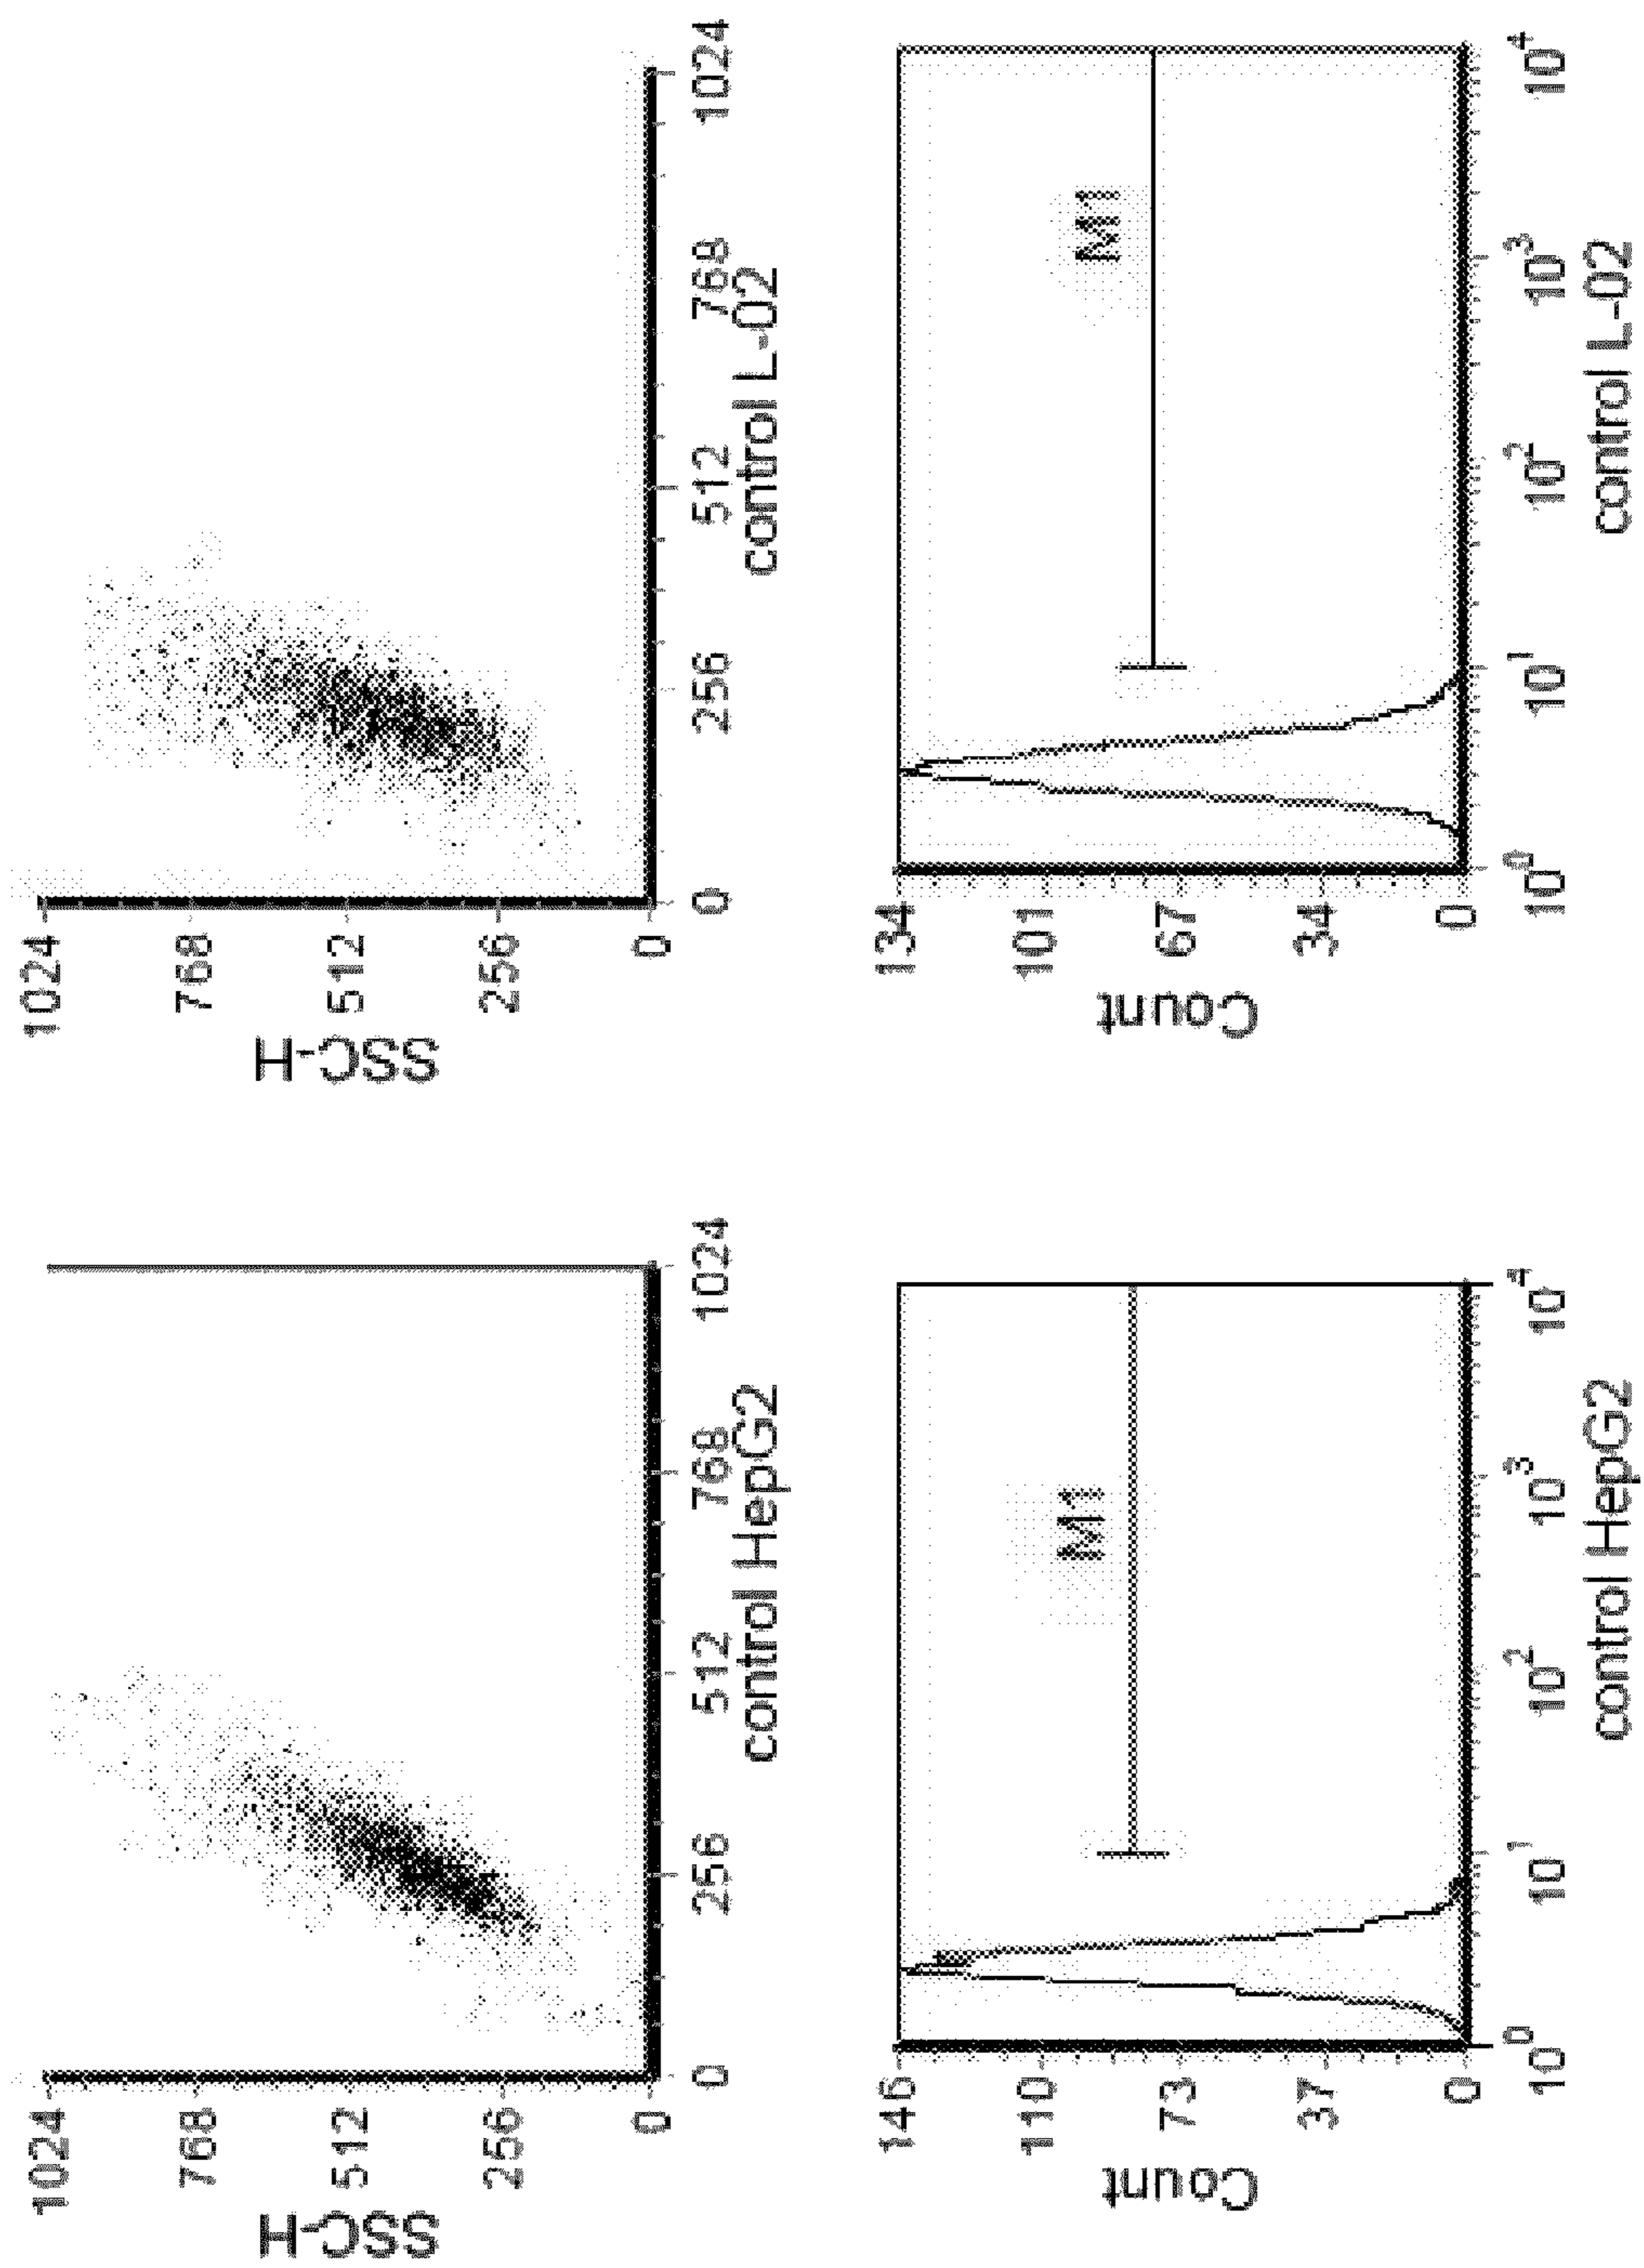 SSC-H
1024
768
512
256
0
0 256 512 768 1024
control HepG2
SSC-H
1024
768
512
256
0
0 256 512 768 1024
control L-02
Count
146
110
73
37
0
M1
10⁰ 10¹ 10² 10³ 10⁴
control HepG2
Count
134
101
67
34
0
M1
10⁰ 10¹ 10² 10³ 10⁴
control L-02